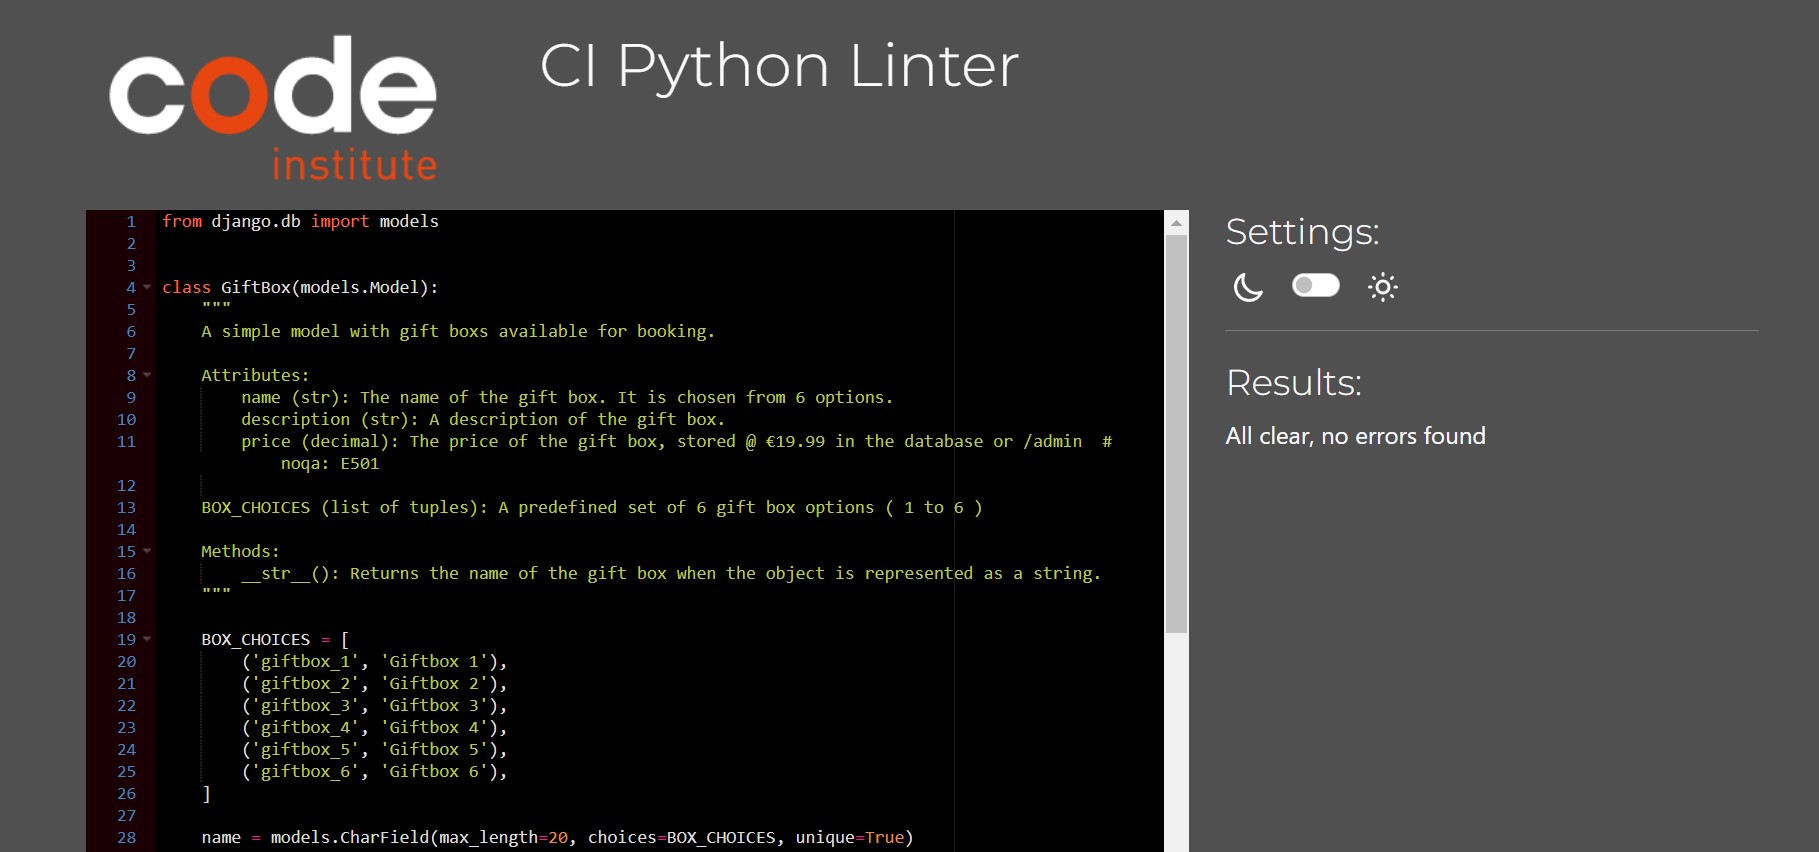 code
institute
CI Python Linter
1 from django.db import models
2
3
4 class GiftBox(models.Model):
5     """
6     A simple model with gift boxs available for booking.
7
8     Attributes:
9         name (str): The name of the gift box. It is chosen from 6 options.
10         description (str): A description of the gift box.
11         price (decimal): The price of the gift box, stored @ €19.99 in the database or /admin  #
            noqa: E501
12
13     BOX_CHOICES (list of tuples): A predefined set of 6 gift box options ( 1 to 6 )
14
15     Methods:
16         __str__(): Returns the name of the gift box when the object is represented as a string.
17     """
18
19     BOX_CHOICES = [
20         ('giftbox_1', 'Giftbox 1'),
21         ('giftbox_2', 'Giftbox 2'),
22         ('giftbox_3', 'Giftbox 3'),
23         ('giftbox_4', 'Giftbox 4'),
24         ('giftbox_5', 'Giftbox 5'),
25         ('giftbox_6', 'Giftbox 6'),
26     ]
27
28     name = models.CharField(max_length=20, choices=BOX_CHOICES, unique=True)
Settings:
Results:
All clear, no errors found